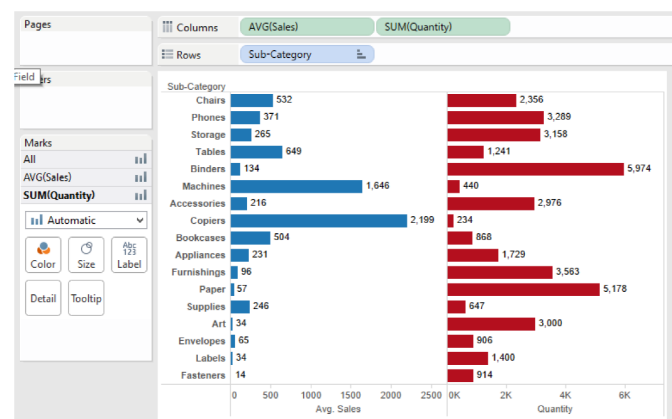 Pages
Columns AVG(Sales) SUM(Quantity)
Rows Sub-Category
Field
rs
Marks
All
AVG(Sales)
SUM(Quantity)
Automatic
Color Size Abc 123 Label
Detail Tooltip
Sub-Category
Chairs 532 2,356
Phones 371 3,289
Storage 265 3,158
Tables 649 1,241
Binders 134 5,974
Machines 1,646 440
Accessories 216 2,976
Copiers 2,199 234
Bookcases 504 868
Appliances 231 1,729
Furnishings 96 3,563
Paper 57 5,178
Supplies 246 647
Art 34 3,000
Envelopes 65 906
Labels 34 1,400
Fasteners 14 914
0 500 1000 1500 2000 2500 0K 2K 4K 6K
Avg. Sales Quantity